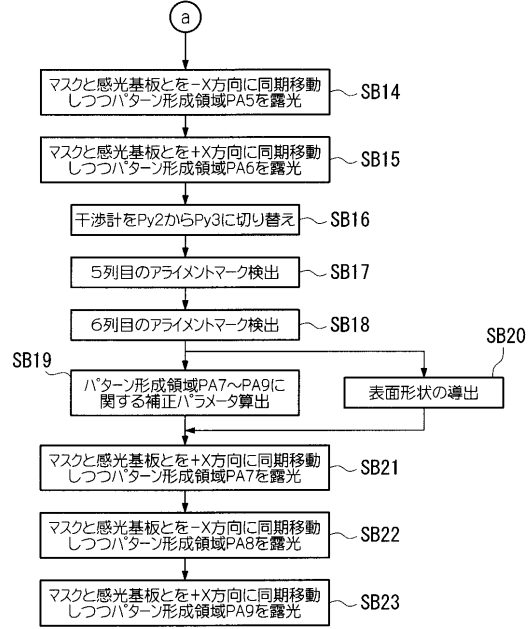 a
マスクと感光基板とを－X方向に同期移動
しつつパターン形成領域PA5を露光
SB14
マスクと感光基板とを＋X方向に同期移動
しつつパターン形成領域PA6を露光
SB15
干渉計をPy2からPy3に切り替え
SB16
5列目のアライメントマーク検出
SB17
6列目のアライメントマーク検出
SB18
SB19
パターン形成領域PA7～PA9に
関する補正パラメータ算出
SB20
表面形状の導出
マスクと感光基板とを＋X方向に同期移動
しつつパターン形成領域PA7を露光
SB21
マスクと感光基板とを－X方向に同期移動
しつつパターン形成領域PA8を露光
SB22
マスクと感光基板とを＋X方向に同期移動
しつつパターン形成領域PA9を露光
SB23